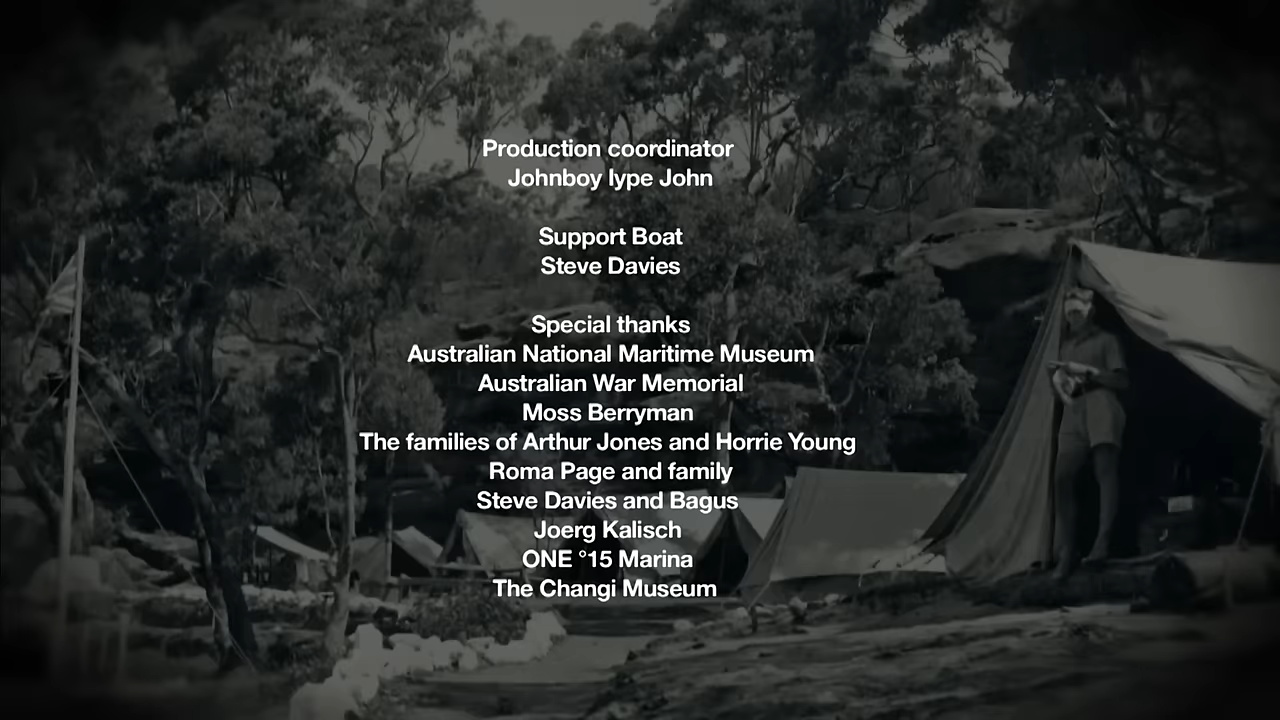 Production coordinator
Johnboy Iype John
Support Boat
Steve Davies
Special thanks
Australian National Maritime Museum
Australian War Memorial
Moss Berryman
The families of Arthur Jones and Horrie Young
Roma Page and family
Steve Davies and Bagus
Joerg Kalisch
ONE °15 Marina
The Changi Museum